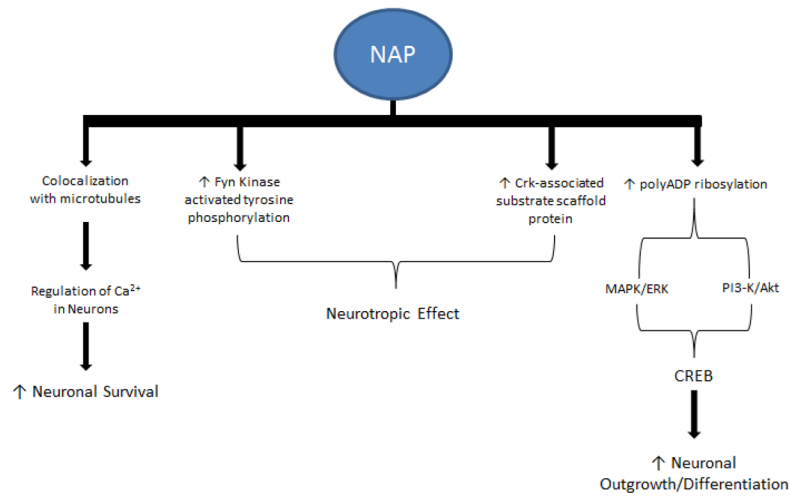 NAP
Colocalization
with microtubules
↑ Fyn Kinase
activated tyrosine
phosphorylation
↑ Crk-associated
substrate scaffold
protein
↑ polyADP ribosylation
Regulation of Ca²⁺
in Neurons
Neurotropic Effect
MAPK/ERK
PI3-K/Akt
↑ Neuronal Survival
CREB
↑ Neuronal
Outgrowth/Differentiation